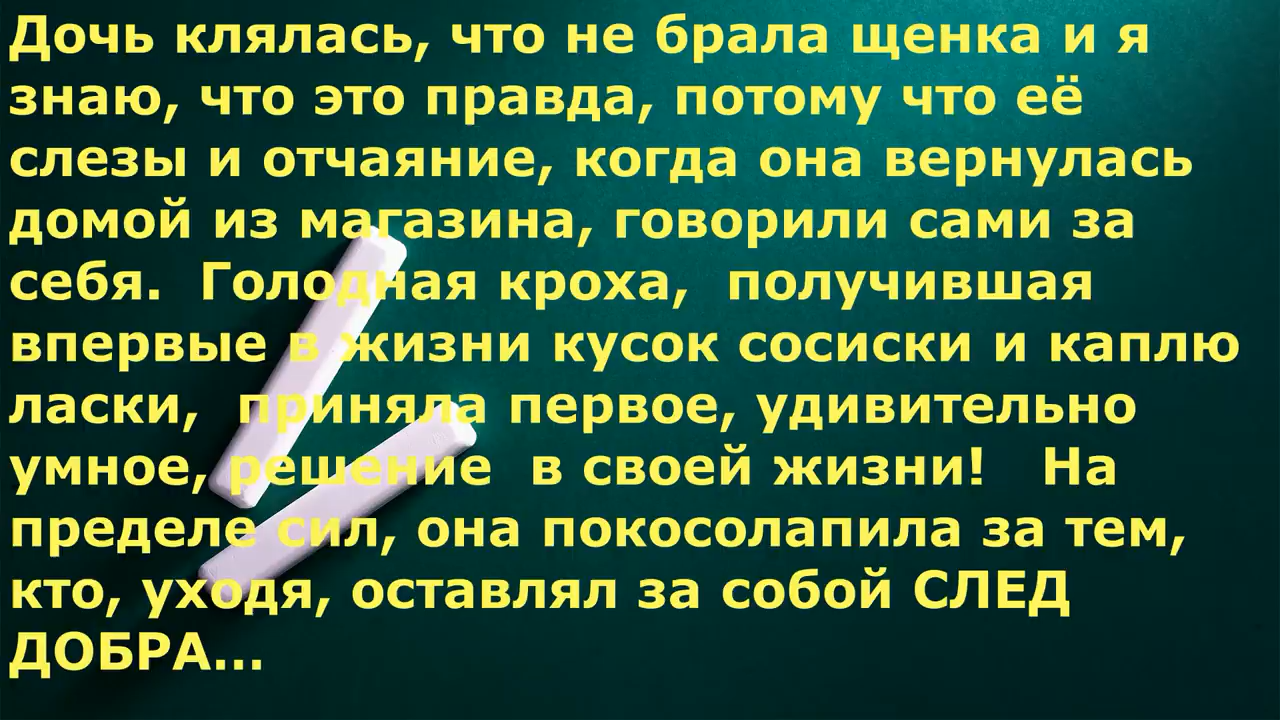 Дочь клялась, что не брала щенка и я
знаю, что это правда, потому что её
слезы и отчаяние, когда она вернулась
домой из магазина, говорили сами за
себя.  Голодная кроха,  получившая
впервые в жизни кусок сосиски и каплю
ласки,  приняла первое, удивительно
умное, решение  в своей жизни!   На
пределе сил, она покосолапила за тем,
кто, уходя, оставлял за собой СЛЕД
ДОБРА...